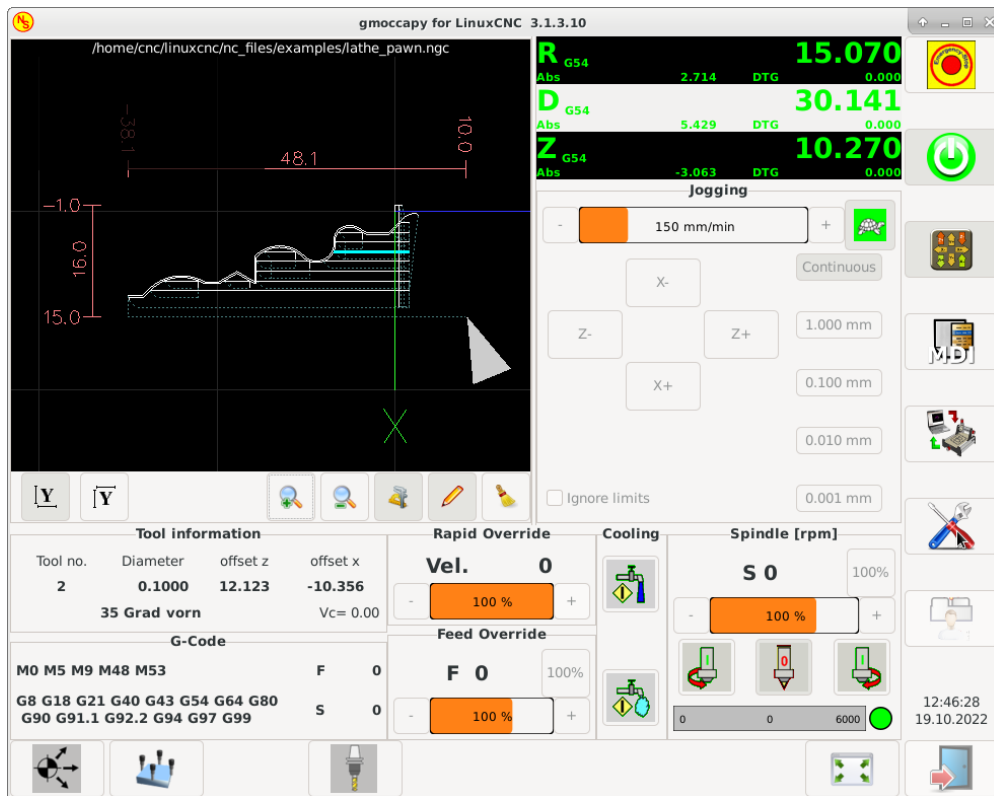 NS
gmoccapy for LinuxCNC 3.1.3.10
/home/cnc/linuxcnc/nc_files/examples/lathe_pawn.ngc
-38.1
10.0
48.1
-1.0
16.0
15.0
X
R G54 15.070
Abs 2.714 DTG 0.000
D G54 30.141
Abs 5.429 DTG 0.000
Z G54 10.270
Abs -3.063 DTG 0.000
Emergency-Stop
Jogging
- 150 mm/min +
Continuous
X-
Z- Z+
X+
1.000 mm
0.100 mm
0.010 mm
Ignore limits 0.001 mm
MDI
Y Y
Tool information
Tool no. Diameter offset z offset x
2 0.1000 12.123 -10.356
35 Grad vorn Vc= 0.00
G-Code
M0 M5 M9 M48 M53 F 0
G8 G18 G21 G40 G43 G54 G64 G80
G90 G91.1 G92.2 G94 G97 G99 S 0
Rapid Override
Vel. 0
- 100 % +
Feed Override
F 0 100%
- 100 % +
Cooling
Spindle [rpm]
S 0 100%
- 100 % +
I 0 I
0 0 6000
12:46:28
19.10.2022